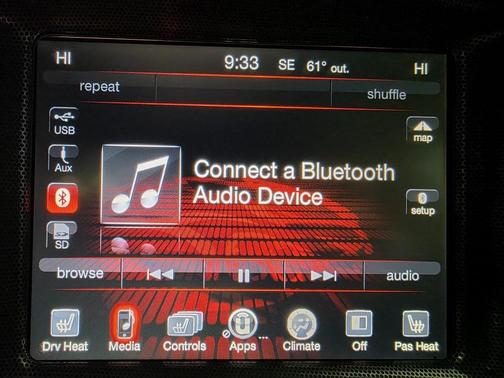 HI 9:33 SE 61° out. HI
repeat shuffle
USB
map
Aux
Connect a Bluetooth
Audio Device
setup
SD
browse audio
Drv Heat Media Controls Apps ... Climate Off Pas Heat